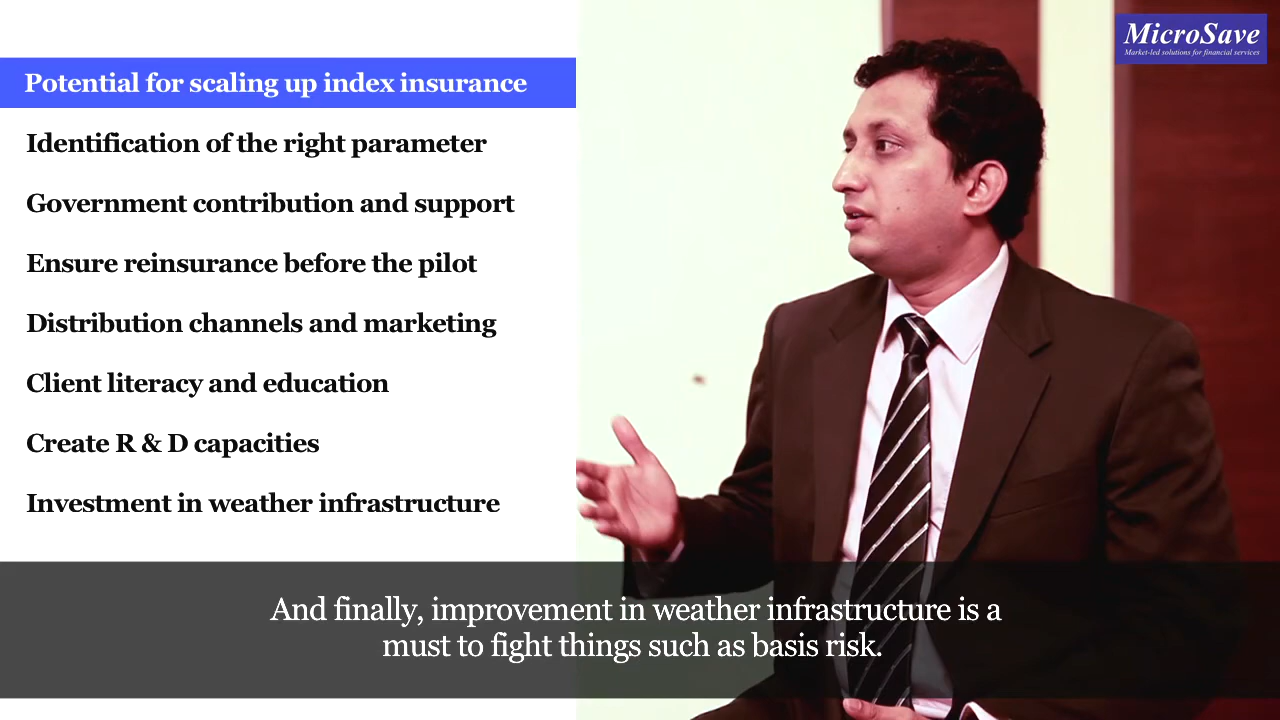 MicroSave
Market-led solutions for financial services
Potential for scaling up index insurance
Identification of the right parameter
Government contribution and support
Ensure reinsurance before the pilot
Distribution channels and marketing
Client literacy and education
Create R & D capacities
Investment in weather infrastructure
And finally, improvement in weather infrastructure is a
must to fight things such as basis risk.